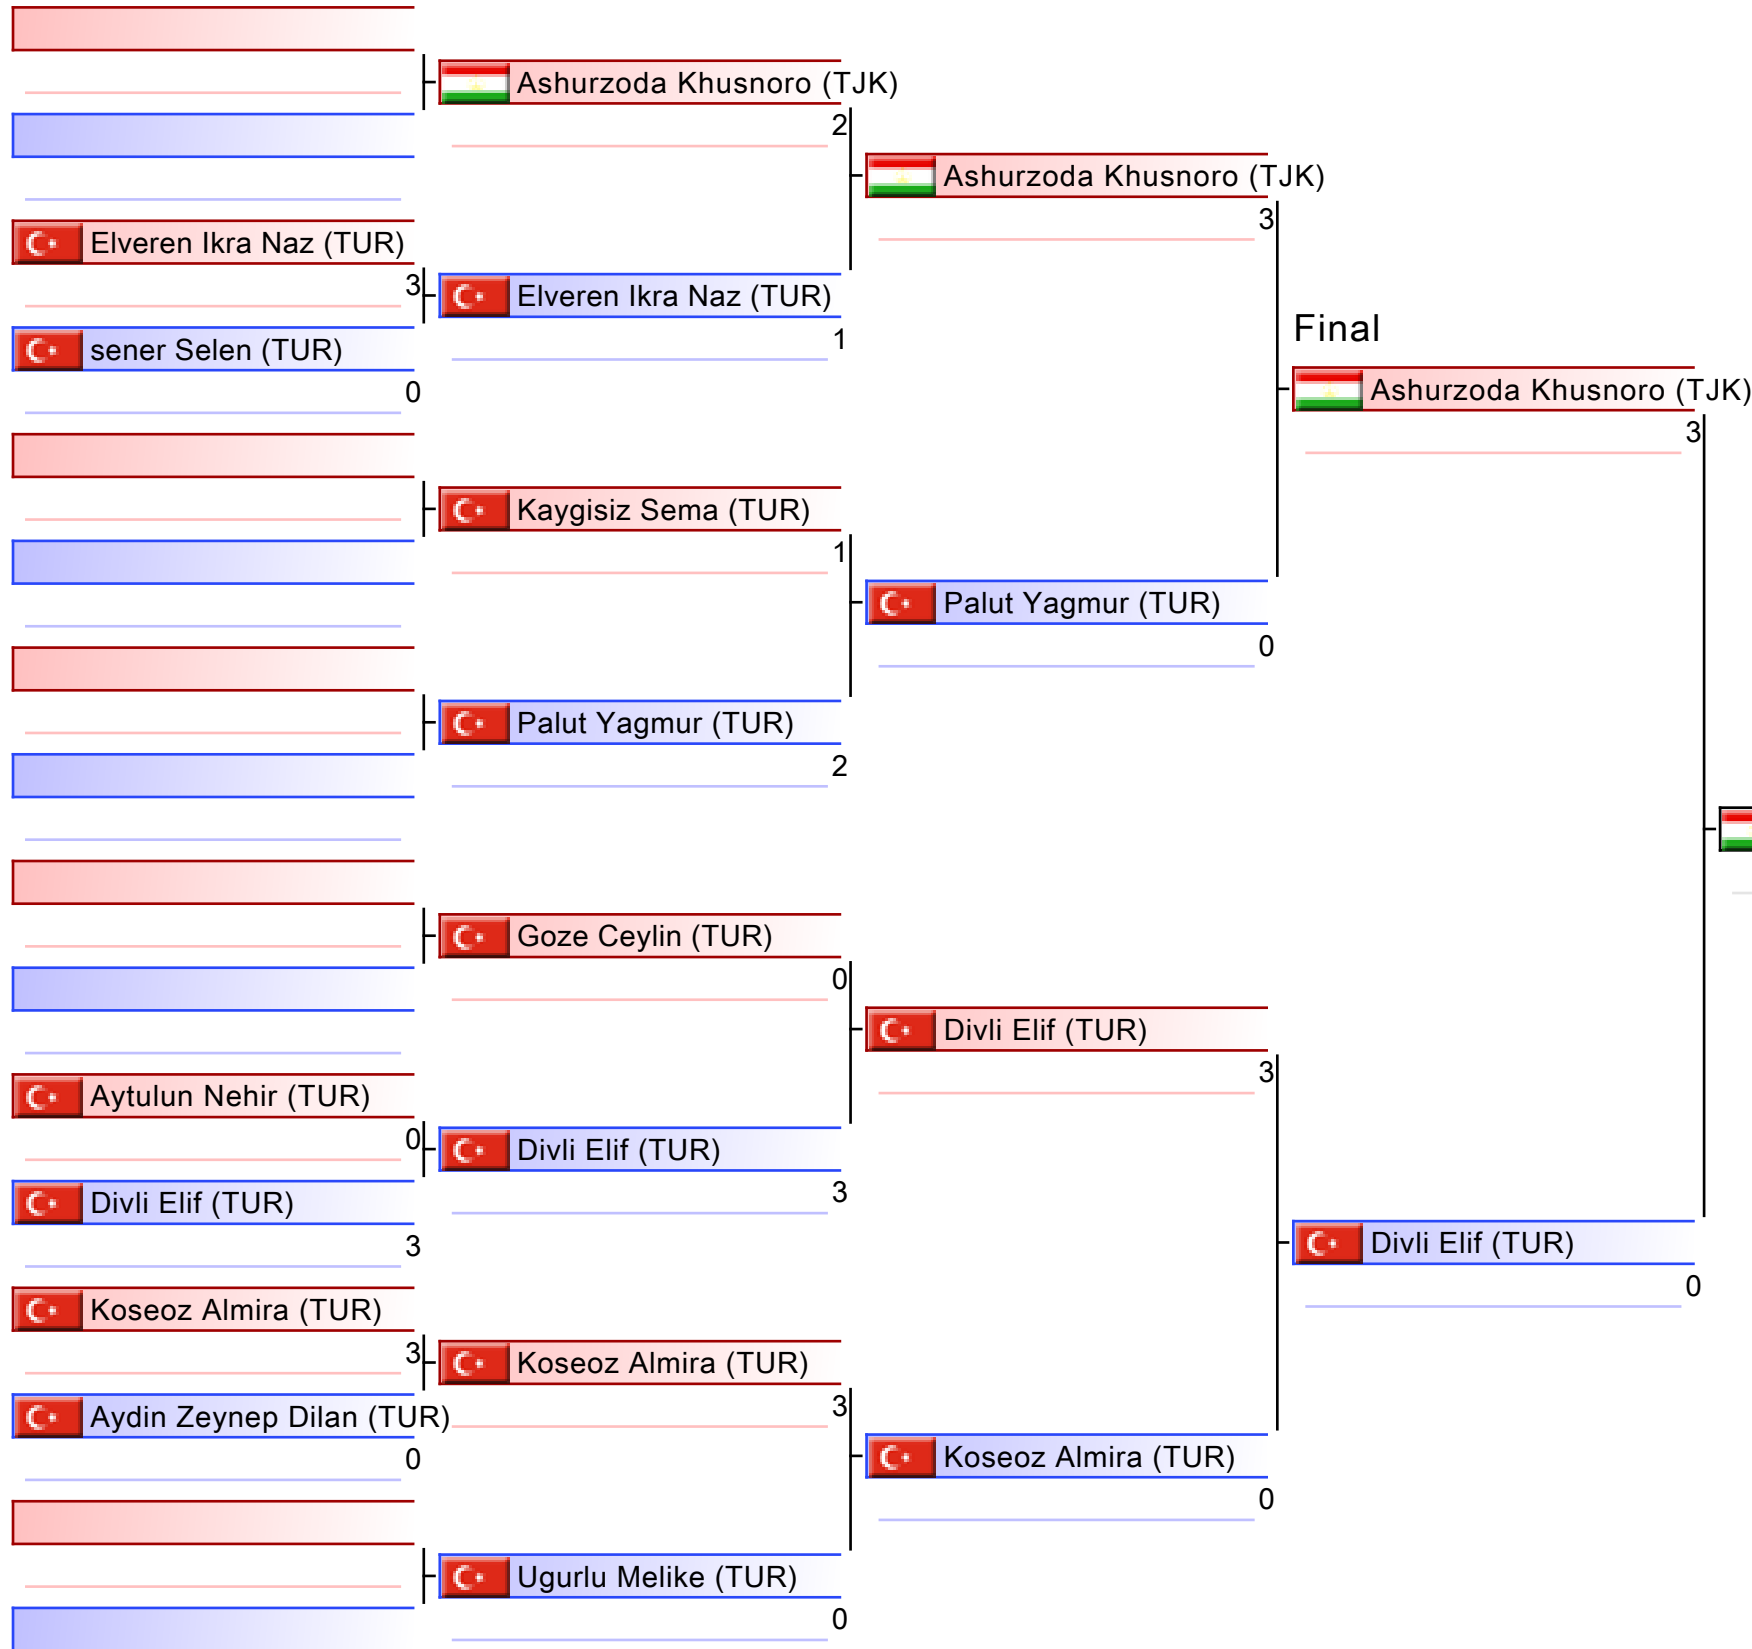 Ashurzoda Khusnoro (TJK)
2
Ashurzoda Khusnoro (TJK)
3
Elveren Ikra Naz (TUR)
3
Elveren Ikra Naz (TUR)
1
sener Selen (TUR)
0
Final
Ashurzoda Khusnoro (TJK)
3
Kaygisiz Sema (TUR)
1
Palut Yagmur (TUR)
0
Palut Yagmur (TUR)
2
Goze Ceylin (TUR)
0
Divli Elif (TUR)
3
Aytulun Nehir (TUR)
0
Divli Elif (TUR)
3
Divli Elif (TUR)
3
Divli Elif (TUR)
0
Koseoz Almira (TUR)
3
Koseoz Almira (TUR)
3
Aydin Zeynep Dilan (TUR)
0
Koseoz Almira (TUR)
0
Ugurlu Melike (TUR)
0